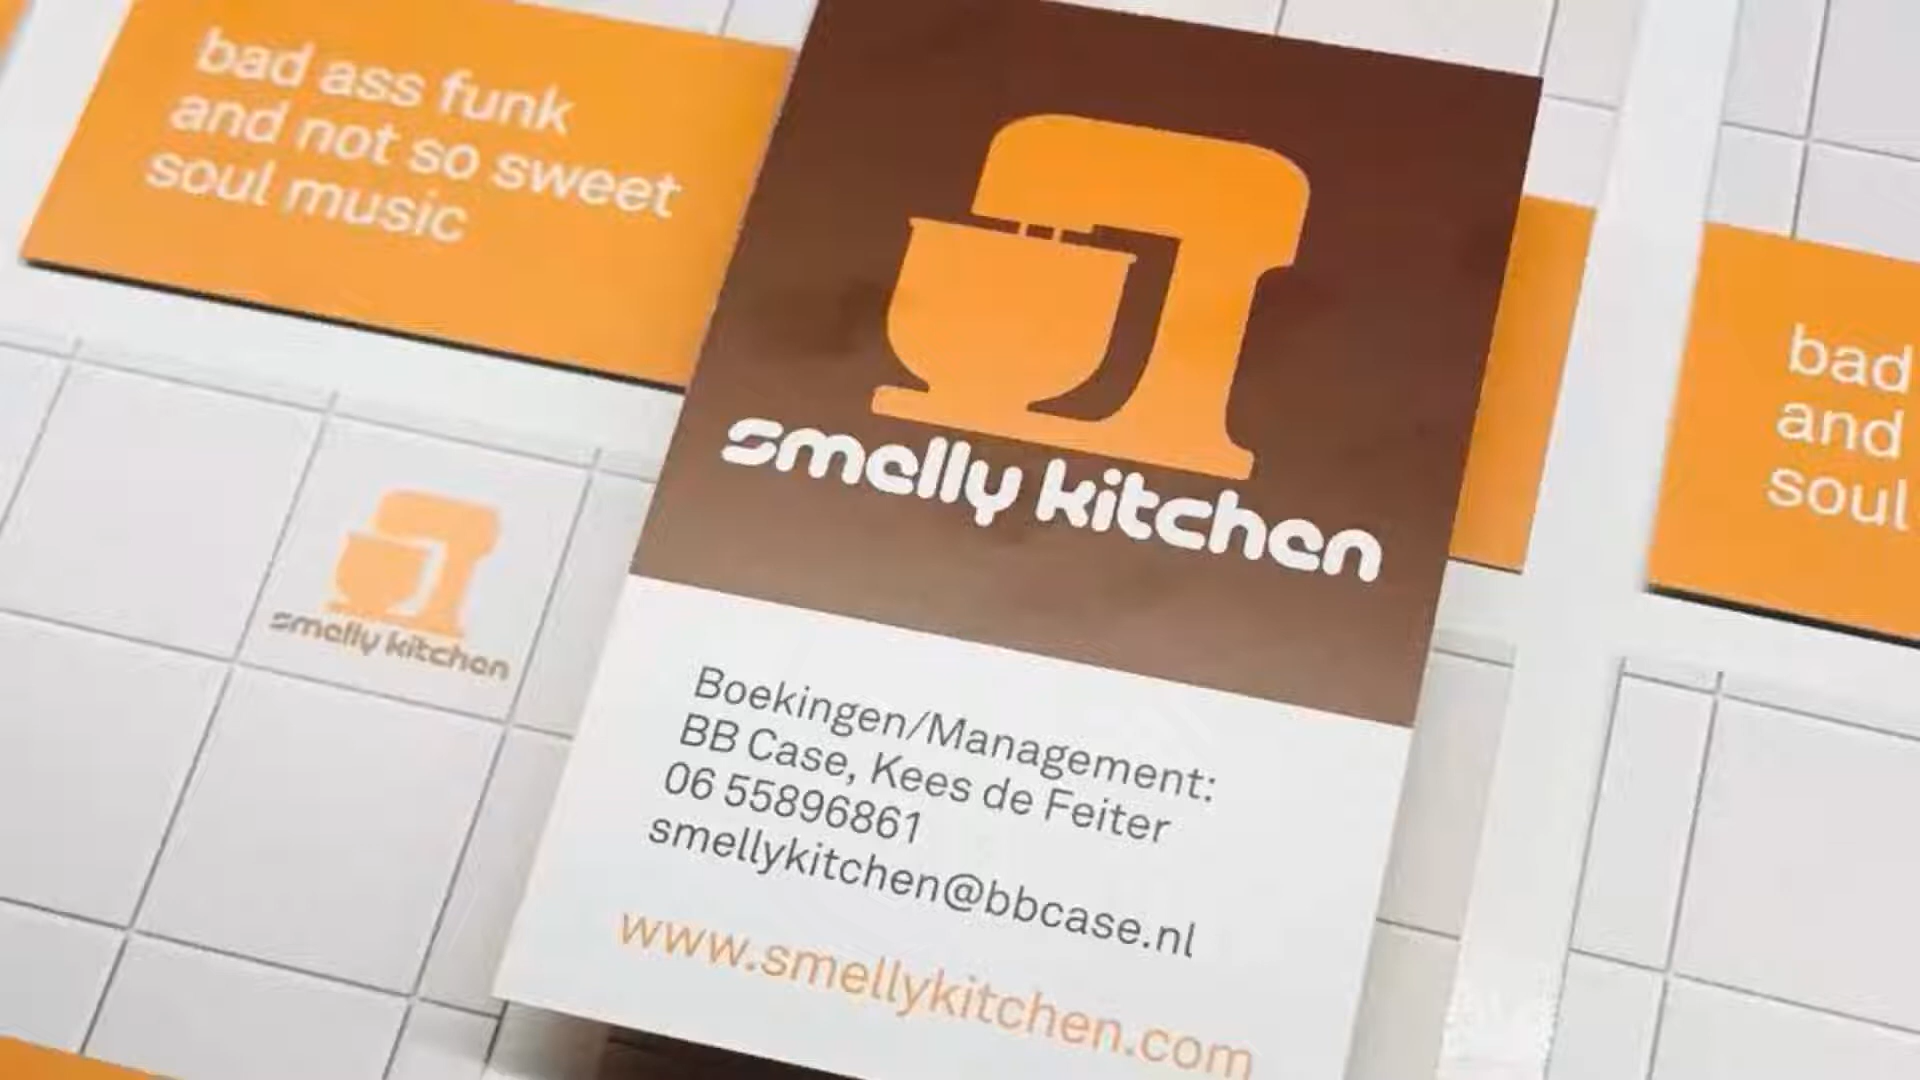 bad ass funk
and not so sweet
soul music
smelly kitchen
Boekingen/Management:
BB Case, Kees de Feiter
06 55896861
smellykitchen@bbcase.nl
www.smellykitchen.com
smelly kitchen
bad
and
soul